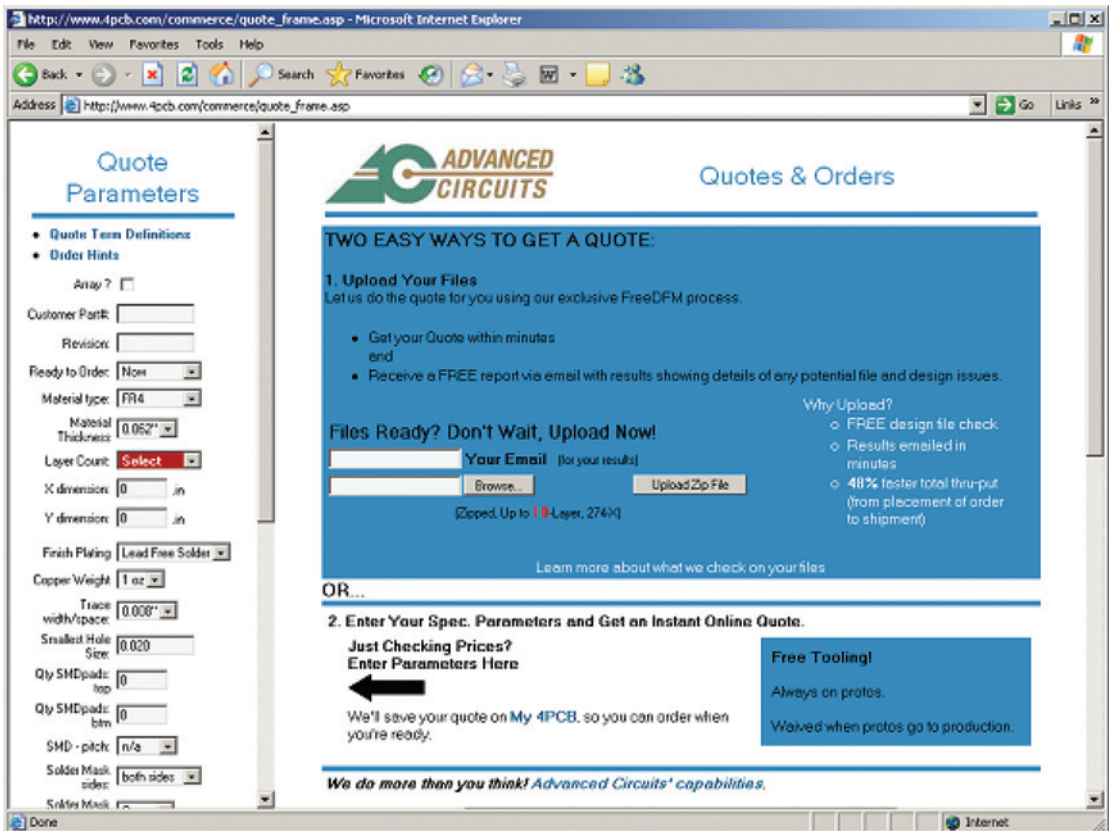 http://www.4pcb.com/commerce/quote_frame.asp - Microsoft Internet Explorer
File Edit View Favorites Tools Help
Back Search Favorites
Address http://www.4pcb.com/commerce/quote_frame.asp Go Links »
Quote
Parameters
• Quote Term Definitions
• Order Hints
Array ?
Customer Part#:
Revision:
Ready to Order: Now
Material type: FR4
Material
Thickness: 0.062"
Layer Count: Select
X dimension: 0 .in
Y dimension: 0 .in
Finish Plating Lead Free Solder
Copper Weight 1 oz
Trace
width/space: 0.008"
Smallest Hole
Size: 0.020
Qty SMDpads:
top 0
Qty SMDpads:
btm 0
SMD - pitch: n/a
Solder Mask
sides: both sides
Solder Mask
ADVANCED
CIRCUITS
Quotes & Orders
TWO EASY WAYS TO GET A QUOTE:
1. Upload Your Files
Let us do the quote for you using our exclusive FreeDFM process.
• Get your Quote within minutes
and
• Receive a FREE report via email with results showing details of any potential file and design issues.
Files Ready? Don't Wait, Upload Now!
Your Email (for your results)
Browse... Upload Zip File
(Zipped, Up to 10-Layer, 274-X)
Why Upload?
o FREE design file check
o Results emailed in
minutes
o 48% faster total thru-put
(from placement of order
to shipment)
Learn more about what we check on your files
OR...
2. Enter Your Spec. Parameters and Get an Instant Online Quote.
Just Checking Prices?
Enter Parameters Here
We'll save your quote on My 4PCB, so you can order when
you're ready.
Free Tooling!
Always on protos.
Waived when protos go to production.
We do more than you think! Advanced Circuits' capabilities.
Done Internet